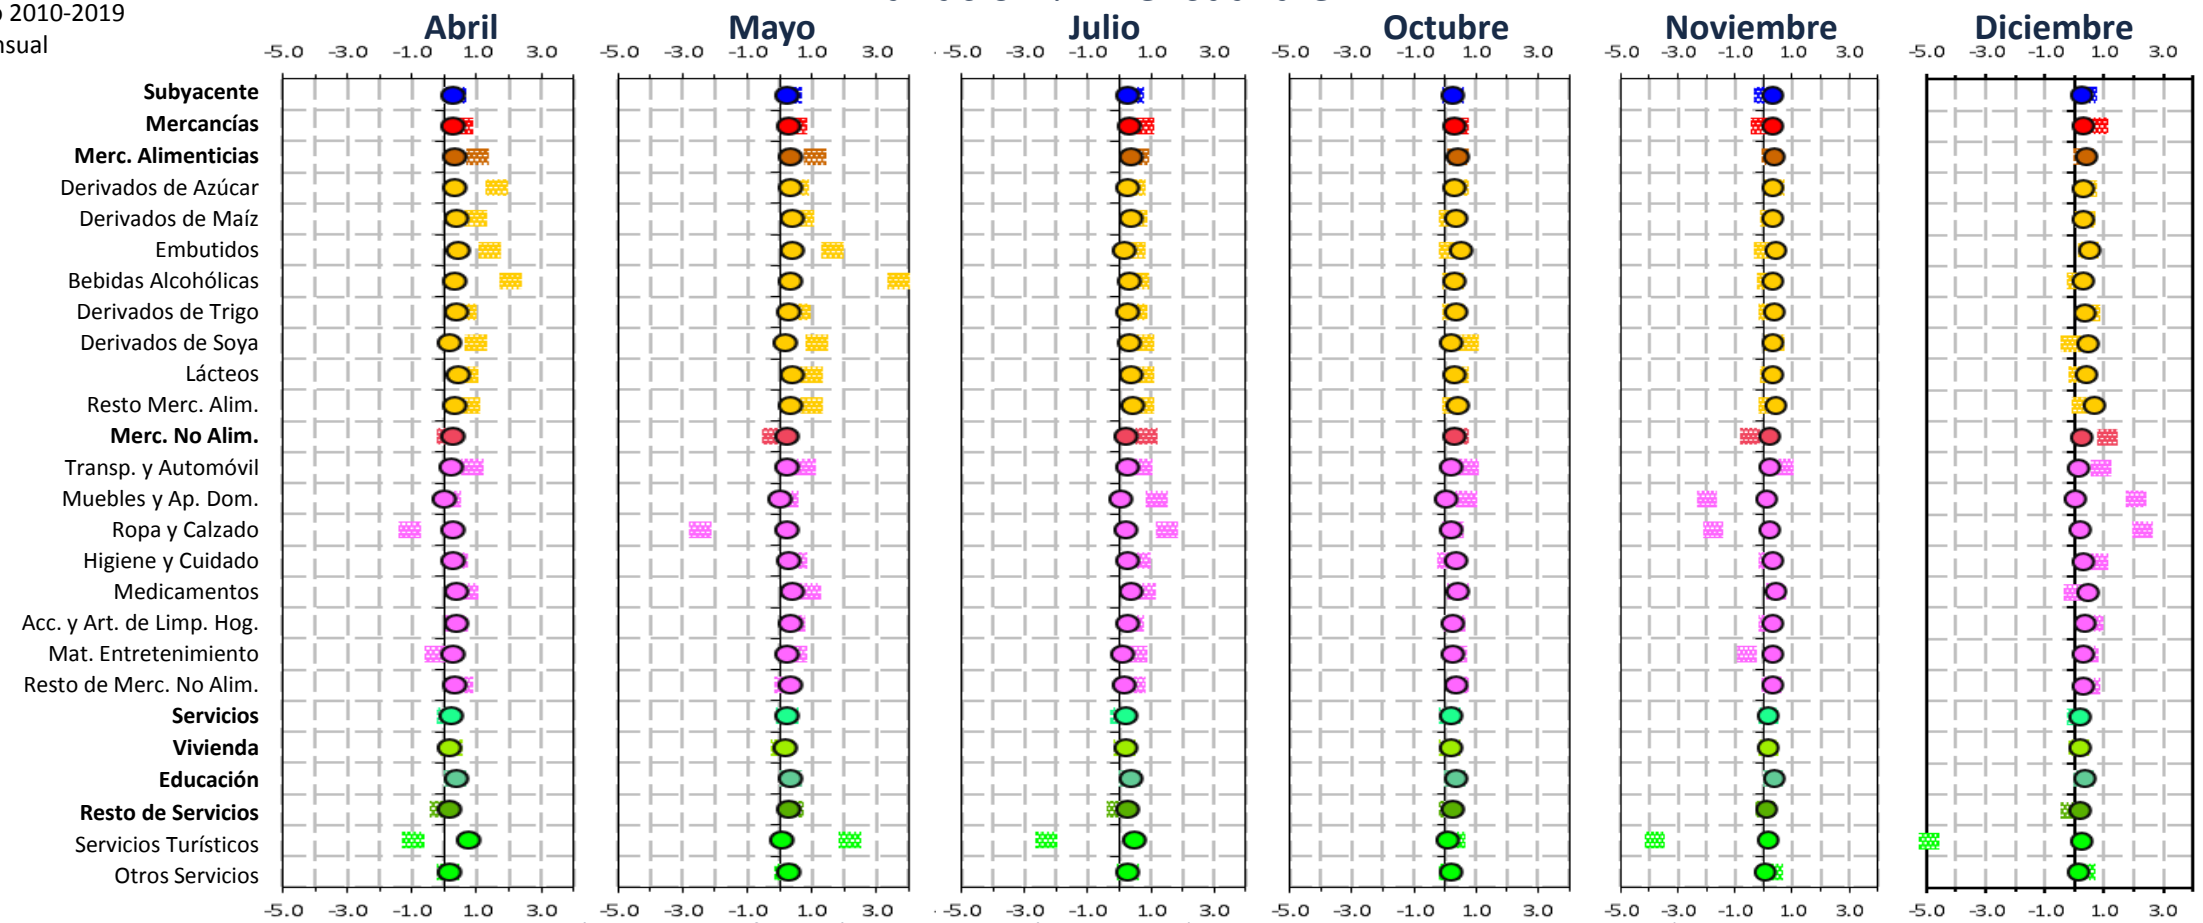 2010-2019
Abril Mayo Julio Octubre Noviembre Diciembre
-5.0 -3.0 -1.0 1.0 3.0 -5.0 -3.0 -1.0 1.0 3.0 -5.0 -3.0 -1.0 1.0 3.0 -5.0 -3.0 -1.0 1.0 3.0 -5.0 -3.0 -1.0 1.0 3.0 -5.0 -3.0 -1.0 1.0 3.0
Subyacente
Mercancías
Merc. Alimenticias
Derivados de Azúcar
Derivados de Maíz
Embutidos
Bebidas Alcohólicas
Derivados de Trigo
Derivados de Soya
Lácteos
Resto Merc. Alim.
Merc. No Alim.
Transp. y Automóvil
Muebles y Ap. Dom.
Ropa y Calzado
Higiene y Cuidado
Medicamentos
Acc. y Art. de Limp. Hog.
Mat. Entretenimiento
Resto de Merc. No Alim.
Servicios
Vivienda
Educación
Resto de Servicios
Servicios Turísticos
Otros Servicios
-5.0 -3.0 -1.0 1.0 3.0 -5.0 -3.0 -1.0 1.0 3.0 -5.0 -3.0 -1.0 1.0 3.0 -5.0 -3.0 -1.0 1.0 3.0 -5.0 -3.0 -1.0 1.0 3.0 -5.0 -3.0 -1.0 1.0 3.0